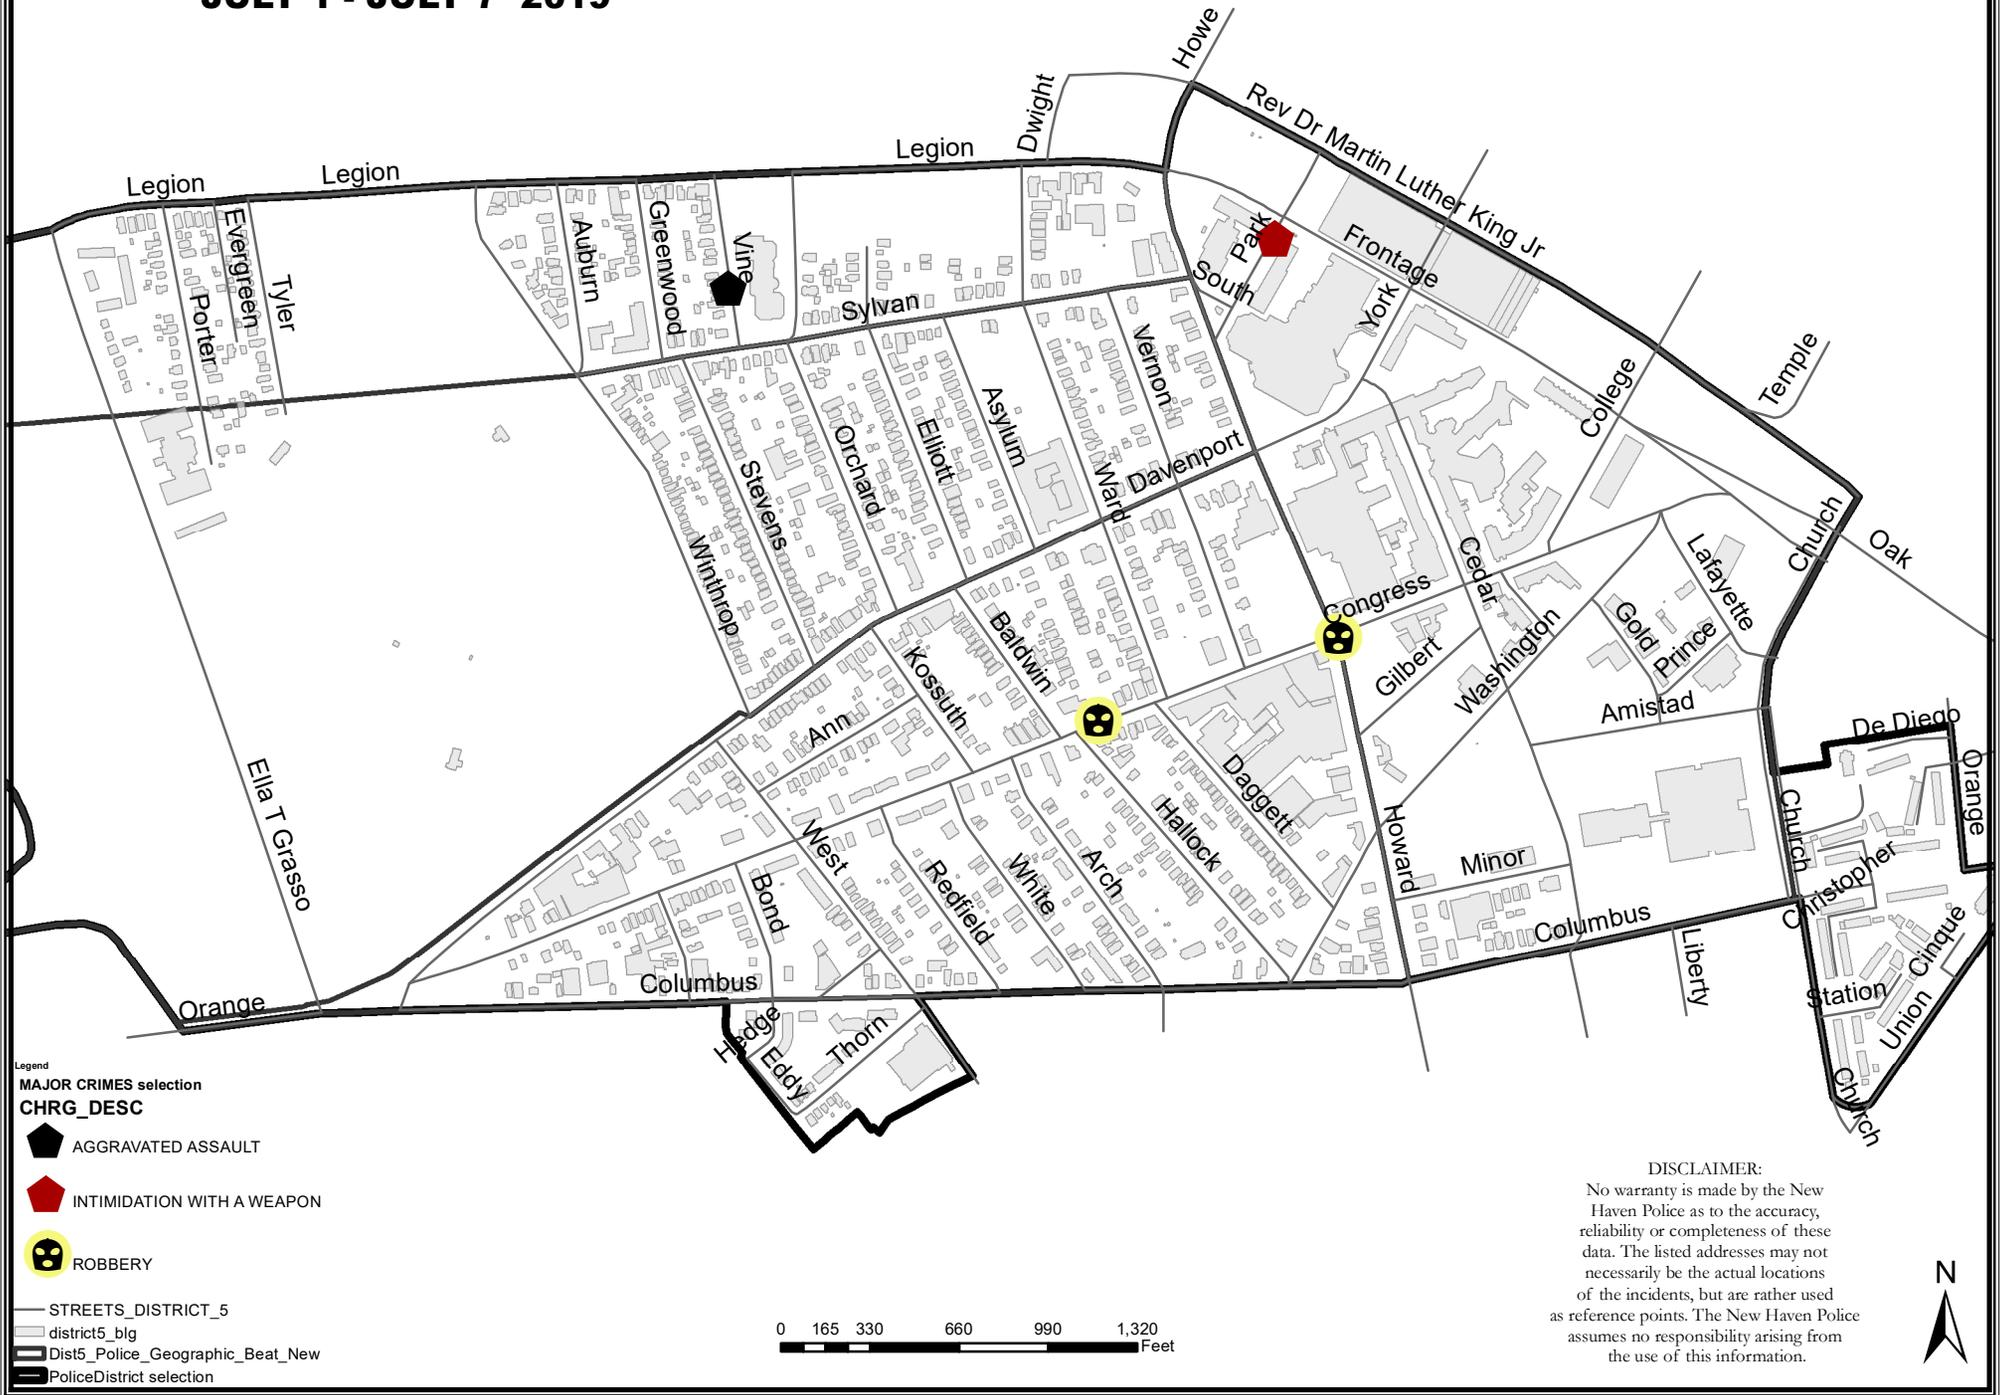 JULY 1 - JULY 7 2019
Howe
Rev Dr Martin Luther King Jr
Dwight
Legion
Legion
Legion
Evergreen
Porter
Tyler
Auburn
Greenwood
Vine
Sylvan
Park
South
Frontage
York
College
Temple
Vernon
Asylum
Elliott
Orchard
Stevens
Winthrop
Ward
Davenport
Church
Oak
Lafayette
Cedar
Congress
Gold
Prince
Washington
Gilbert
Amistad
De Diego
Orange
Baldwin
Kossuth
Ann
Daggett
Hallock
Howard
Ella T Grasso
West
Arch
White
Redfield
Bond
Minor
Church
Christopher
Columbus
Columbus
Liberty
Cinque
Station
Union
Orange
Hedge
Eddy
Thorn
Church
Legend
MAJOR CRIMES selection
CHRG_DESC
AGGRAVATED ASSAULT
INTIMIDATION WITH A WEAPON
ROBBERY
STREETS_DISTRICT_5
district5_blg
Dist5_Police_Geographic_Beat_New
PoliceDistrict selection
0 165 330 660 990 1,320
Feet
DISCLAIMER:
No warranty is made by the New
Haven Police as to the accuracy,
reliability or completeness of these
data. The listed addresses may not
necessarily be the actual locations
of the incidents, but are rather used
as reference points. The New Haven Police
assumes no responsibility arising from
the use of this information.
N